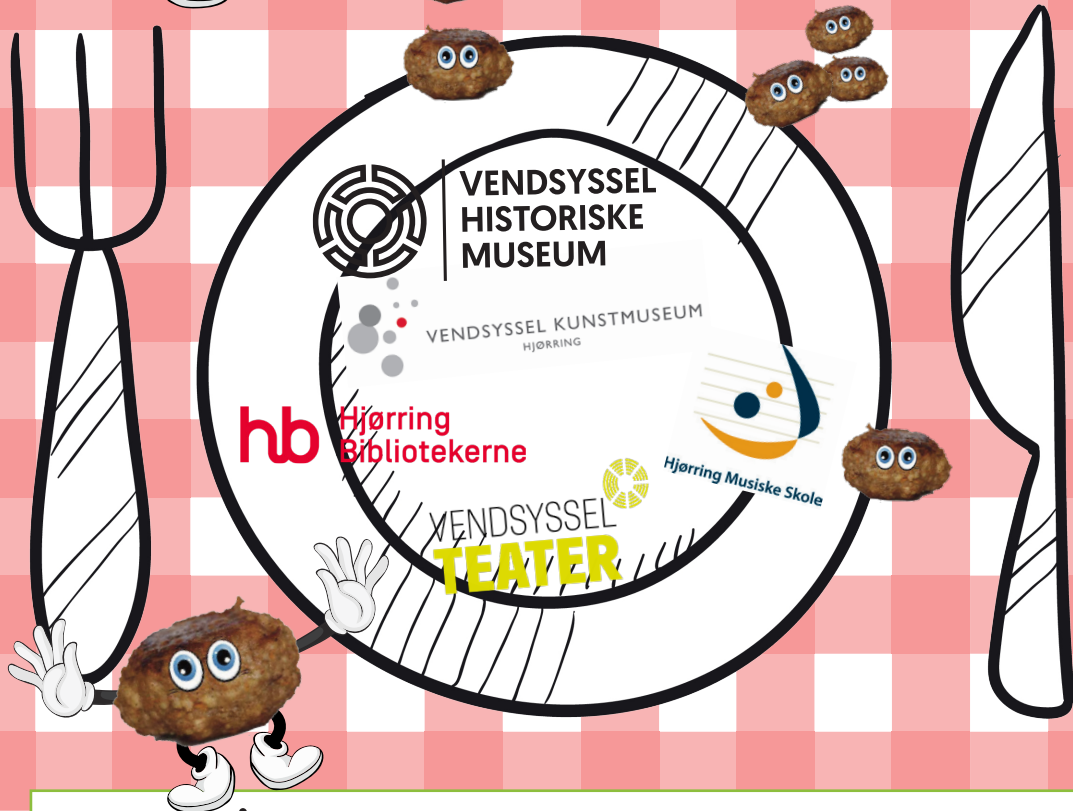 VENDSYSSEL
HISTORISKE
MUSEUM
VENDSYSSEL KUNSTMUSEUM
HJØRRING
hb Hjørring
Bibliotekerne
Hjørring Musiske Skole
VENDSYSSEL
TEATER